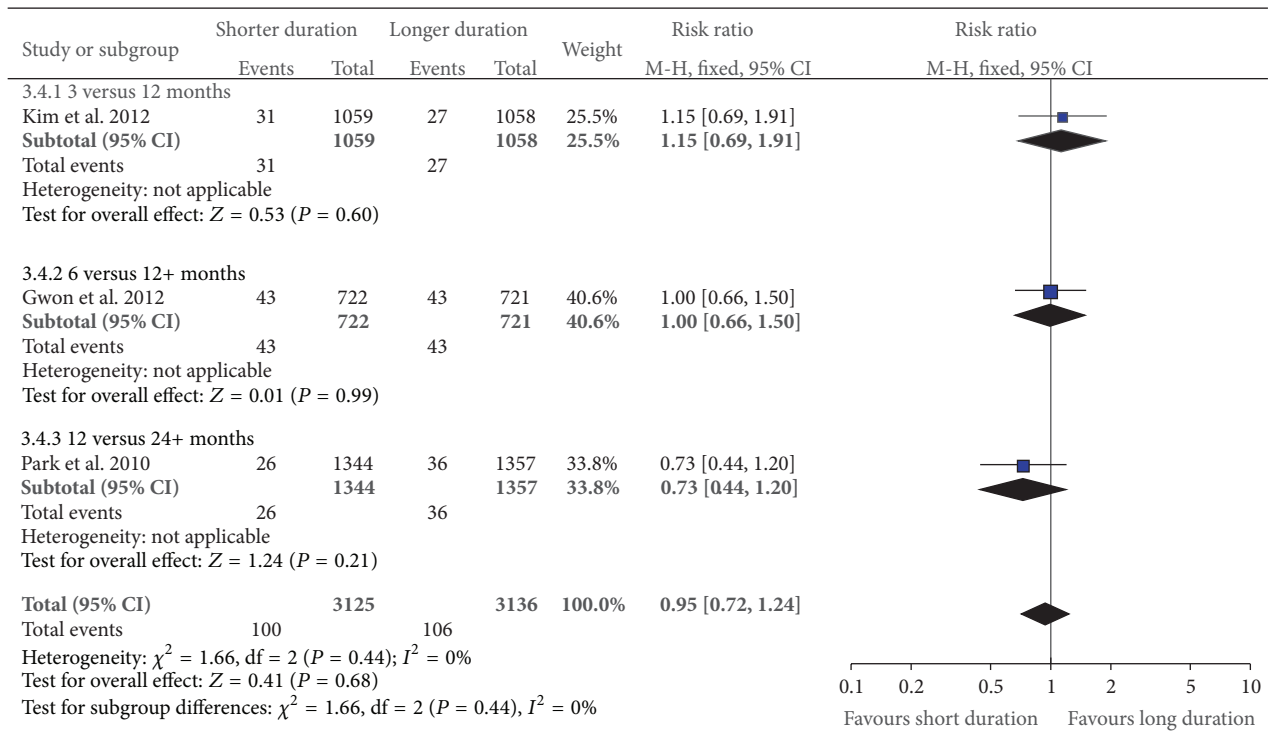 Study or subgroup Shorter duration Longer duration Weight Risk ratio Risk ratio
Events Total Events Total M-H, fixed, 95% CI M-H, fixed, 95% CI
3.4.1 3 versus 12 months
Kim et al. 2012 31 1059 27 1058 25.5% 1.15 [0.69, 1.91]
Subtotal (95% CI) 1059 1058 25.5% 1.15 [0.69, 1.91]
Total events 31 27
Heterogeneity: not applicable
Test for overall effect: Z = 0.53 (P = 0.60)
3.4.2 6 versus 12+ months
Gwon et al. 2012 43 722 43 721 40.6% 1.00 [0.66, 1.50]
Subtotal (95% CI) 722 721 40.6% 1.00 [0.66, 1.50]
Total events 43 43
Heterogeneity: not applicable
Test for overall effect: Z = 0.01 (P = 0.99)
3.4.3 12 versus 24+ months
Park et al. 2010 26 1344 36 1357 33.8% 0.73 [0.44, 1.20]
Subtotal (95% CI) 1344 1357 33.8% 0.73 [0.44, 1.20]
Total events 26 36
Heterogeneity: not applicable
Test for overall effect: Z = 1.24 (P = 0.21)
Total (95% CI) 3125 3136 100.0% 0.95 [0.72, 1.24]
Total events 100 106
Heterogeneity: χ² = 1.66, df = 2 (P = 0.44); I² = 0%
Test for overall effect: Z = 0.41 (P = 0.68)
Test for subgroup differences: χ² = 1.66, df = 2 (P = 0.44), I² = 0%
0.1 0.2 0.5 1 2 5 10
Favours short duration Favours long duration